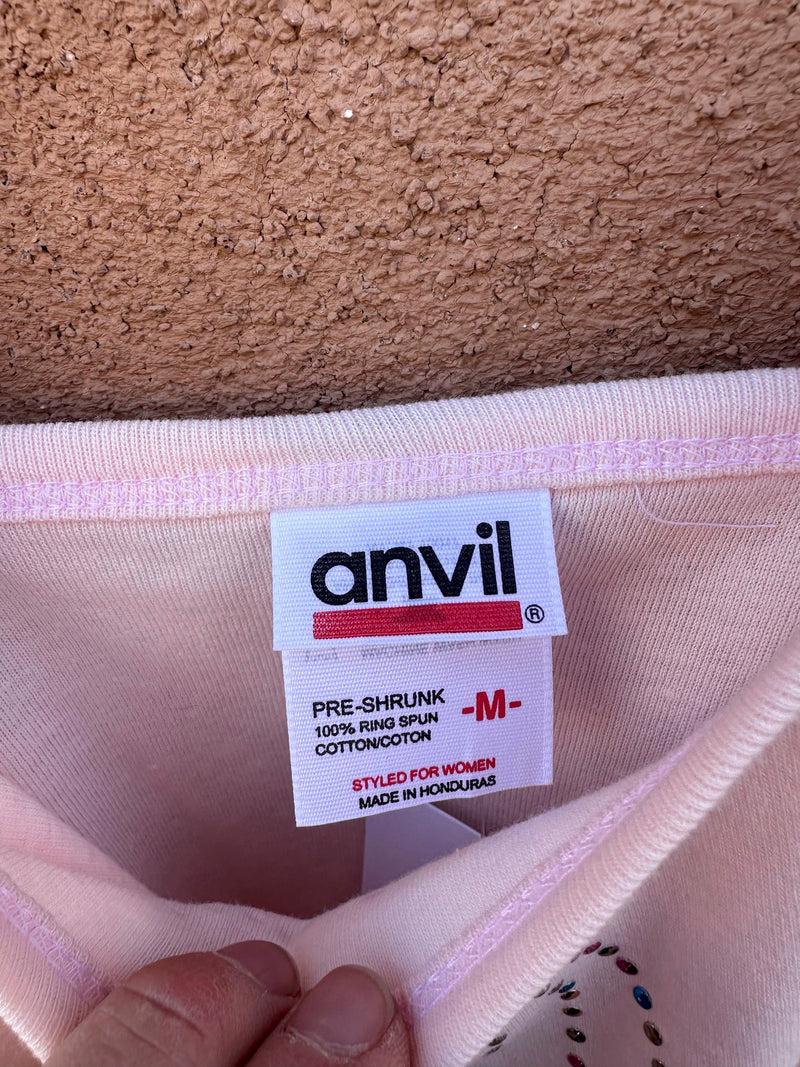 anvil
®
PRE-SHRUNK
-M-
100% RING SPUN
COTTON/COTON
STYLED FOR WOMEN
MADE IN HONDURAS